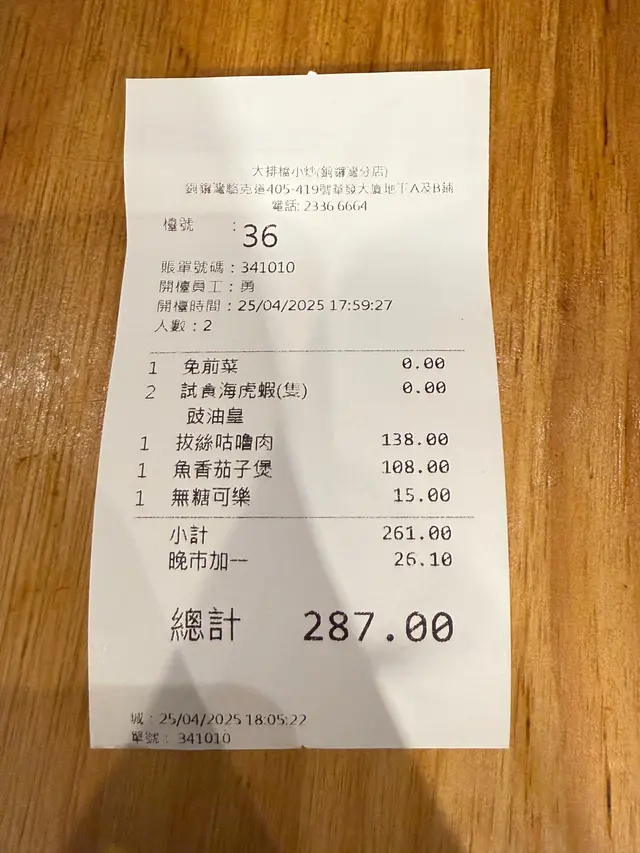 大排檔小炒(銅鑼灣分店)
銅鑼灣駱克道405-419號華發大廈地下A及B鋪
電話: 2336 6664
檯號 : 36
賬單號碼 : 341010
開檯員工 : 勇
開檯時間 : 25/04/2025 17:59:27
人數 : 2
1 免前菜 0.00
2 試食海虎蝦(隻) 0.00
豉油皇
1 拔絲咕嚕肉 138.00
1 魚香茄子煲 108.00
1 無糖可樂 15.00
小計 261.00
晚市加一 26.10
總計 287.00
城 : 25/04/2025 18:05:22
單號 : 341010